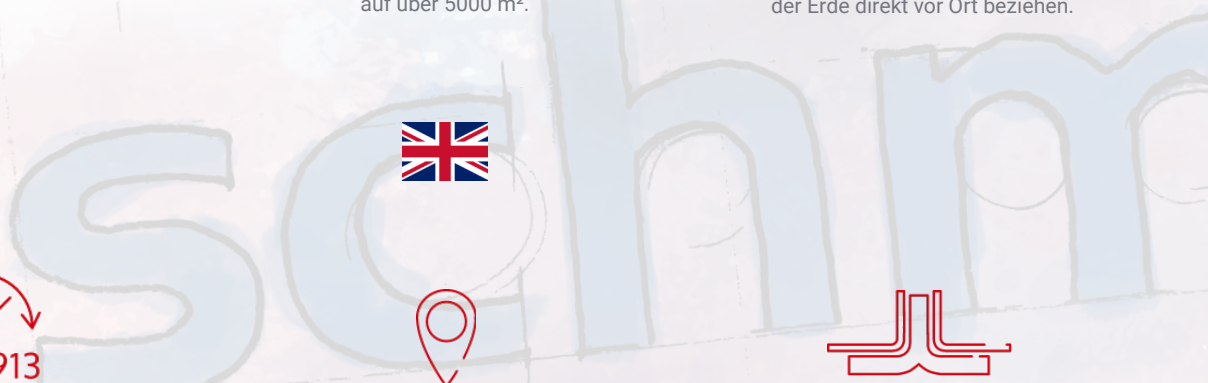 auf über 5000 m².
der Erde direkt vor Ort beziehen.
schm
913